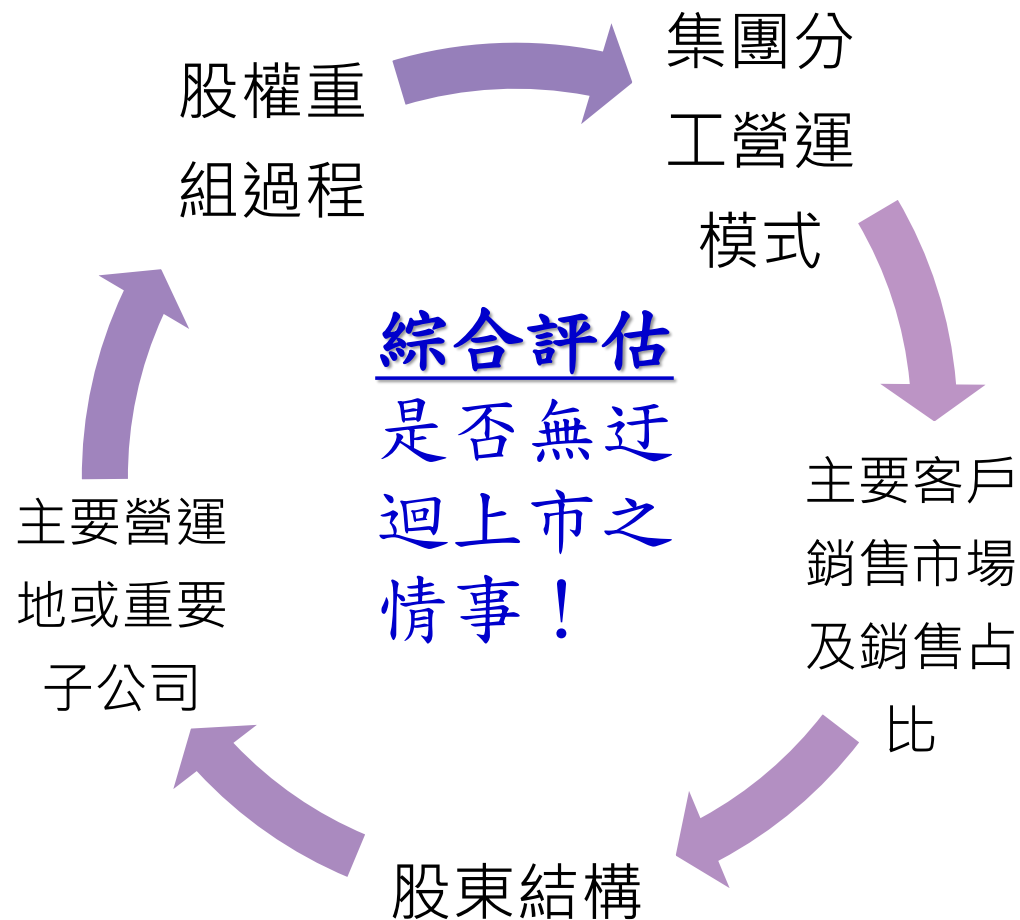 股權重
組過程
集團分
工營運
模式
主要客戶
銷售市場
及銷售占
比
股東結構
主要營運
地或重要
子公司
綜合評估
是否無迂
迴上市之
情事！